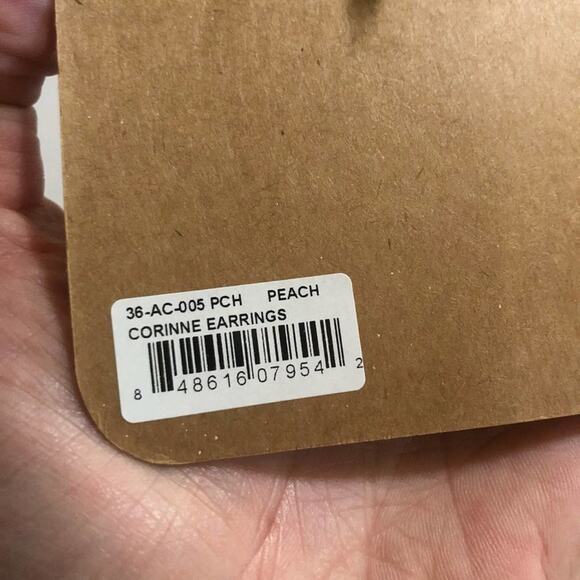 36-AC-005 PCH PEACH
CORINNE EARRINGS
8 48616 07954 2